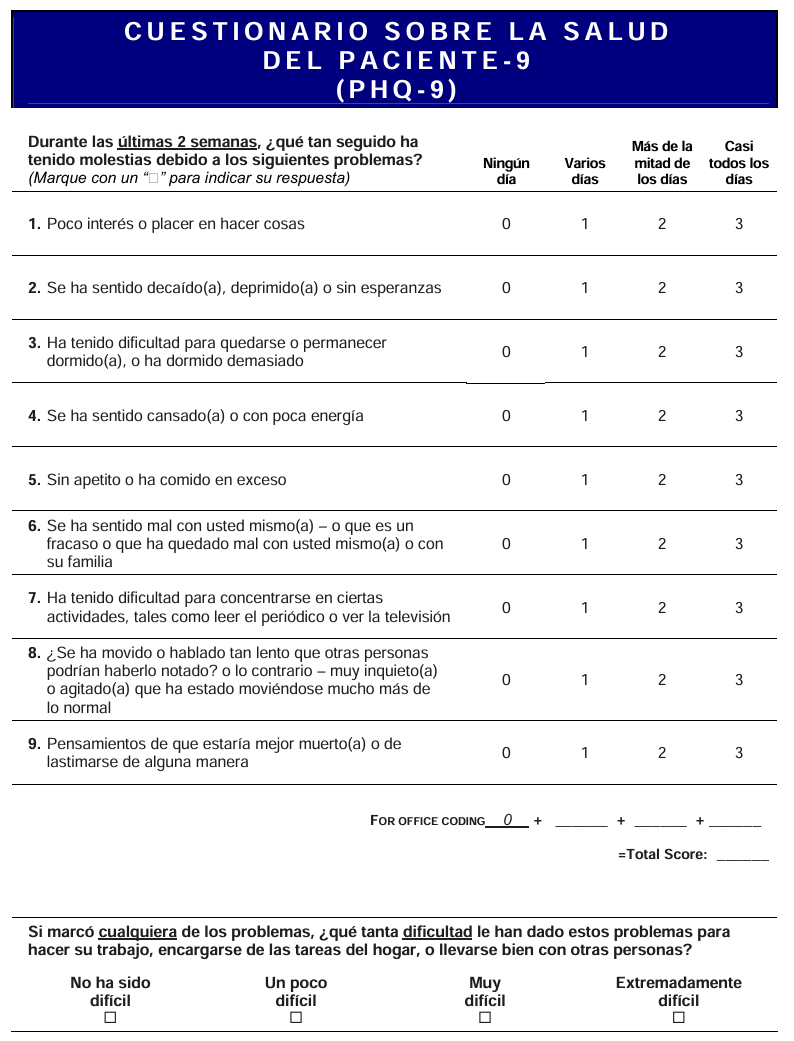 CUESTIONARIO SOBRE LA SALUD
DEL PACIENTE-9
(PHQ-9)
Durante las últimas 2 semanas, ¿qué tan seguido ha
tenido molestias debido a los siguientes problemas?
(Marque con un “□” para indicar su respuesta)
Ningún
día
Varios
días
Más de la
mitad de
los días
Casi
todos los
días
1. Poco interés o placer en hacer cosas 0 1 2 3
2. Se ha sentido decaído(a), deprimido(a) o sin esperanzas 0 1 2 3
3. Ha tenido dificultad para quedarse o permanecer
dormido(a), o ha dormido demasiado 0 1 2 3
4. Se ha sentido cansado(a) o con poca energía 0 1 2 3
5. Sin apetito o ha comido en exceso 0 1 2 3
6. Se ha sentido mal con usted mismo(a) – o que es un
fracaso o que ha quedado mal con usted mismo(a) o con
su familia 0 1 2 3
7. Ha tenido dificultad para concentrarse en ciertas
actividades, tales como leer el periódico o ver la televisión 0 1 2 3
8. ¿Se ha movido o hablado tan lento que otras personas
podrían haberlo notado? o lo contrario – muy inquieto(a)
o agitado(a) que ha estado moviéndose mucho más de
lo normal 0 1 2 3
9. Pensamientos de que estaría mejor muerto(a) o de
lastimarse de alguna manera 0 1 2 3
FOR OFFICE CODING 0 + ______ + ______ + ______
=Total Score: ______
Si marcó cualquiera de los problemas, ¿qué tanta dificultad le han dado estos problemas para
hacer su trabajo, encargarse de las tareas del hogar, o llevarse bien con otras personas?
No ha sido
difícil
□
Un poco
difícil
□
Muy
difícil
□
Extremadamente
difícil
□